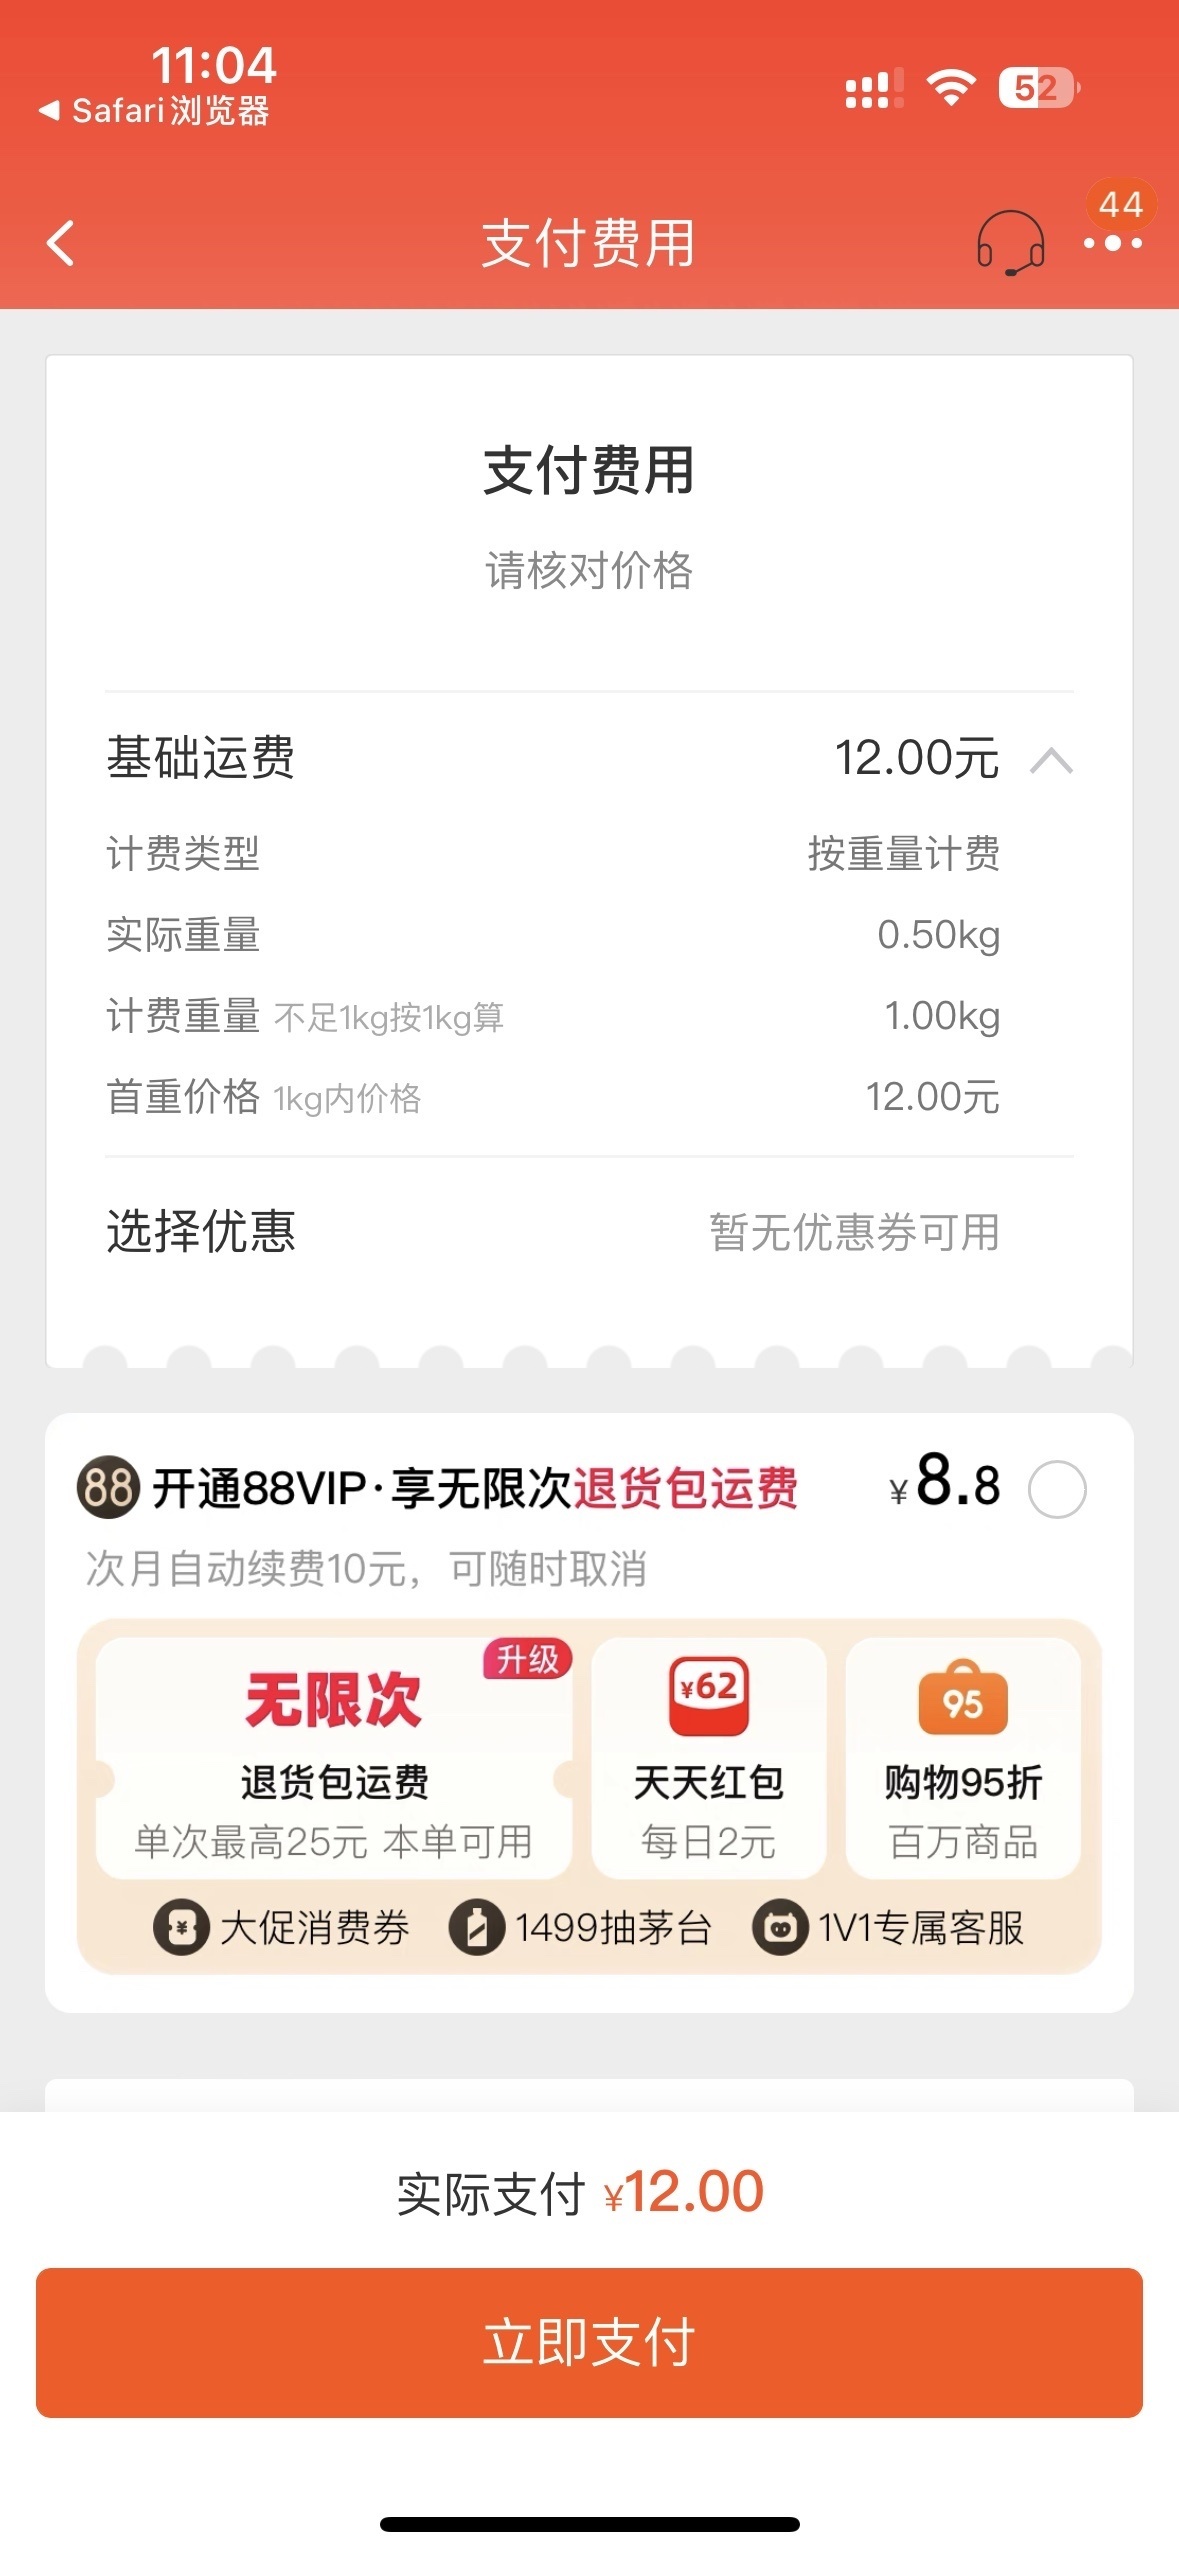 11:04
Safari浏览器
52
支付费用
44
支付费用
请核对价格
基础运费 12.00元
计费类型 按重量计费
实际重量 0.50kg
计费重量 不足1kg按1kg算 1.00kg
首重价格 1kg内价格 12.00元
选择优惠 暂无优惠券可用
88 开通88VIP·享无限次退货包运费 ¥8.8
次月自动续费10元，可随时取消
升级
无限次 ¥62 95
退货包运费 天天红包 购物95折
单次最高25元 本单可用 每日2元 百万商品
¥ 大促消费券 1499抽茅台 1V1专属客服
实际支付 ¥12.00
立即支付